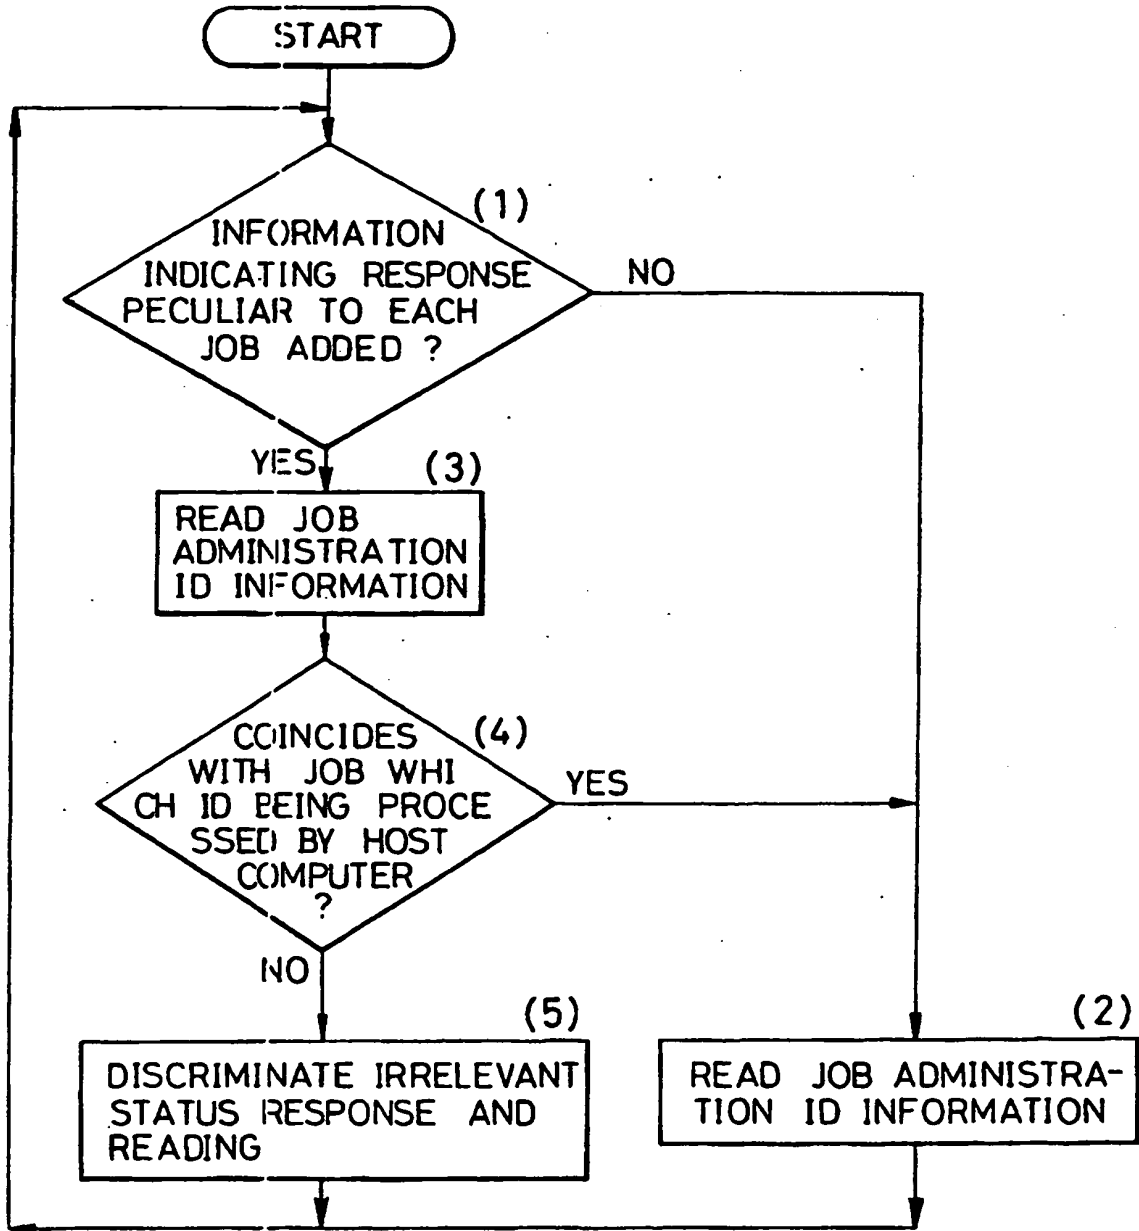 START
(1)
INFORMATION
INDICATING RESPONSE
PECULIAR TO EACH
JOB ADDED ?
NO
YES
(3)
READ JOB
ADMINISTRATION
ID INFORMATION
(4)
COINCIDES
WITH JOB WHI
CH ID BEING PROCE
SSED BY HOST
COMPUTER
?
YES
NO
(5)
DISCRIMINATE IRRELEVANT
STATUS RESPONSE AND
READING
(2)
READ JOB ADMINISTRA-
TION ID INFORMATION